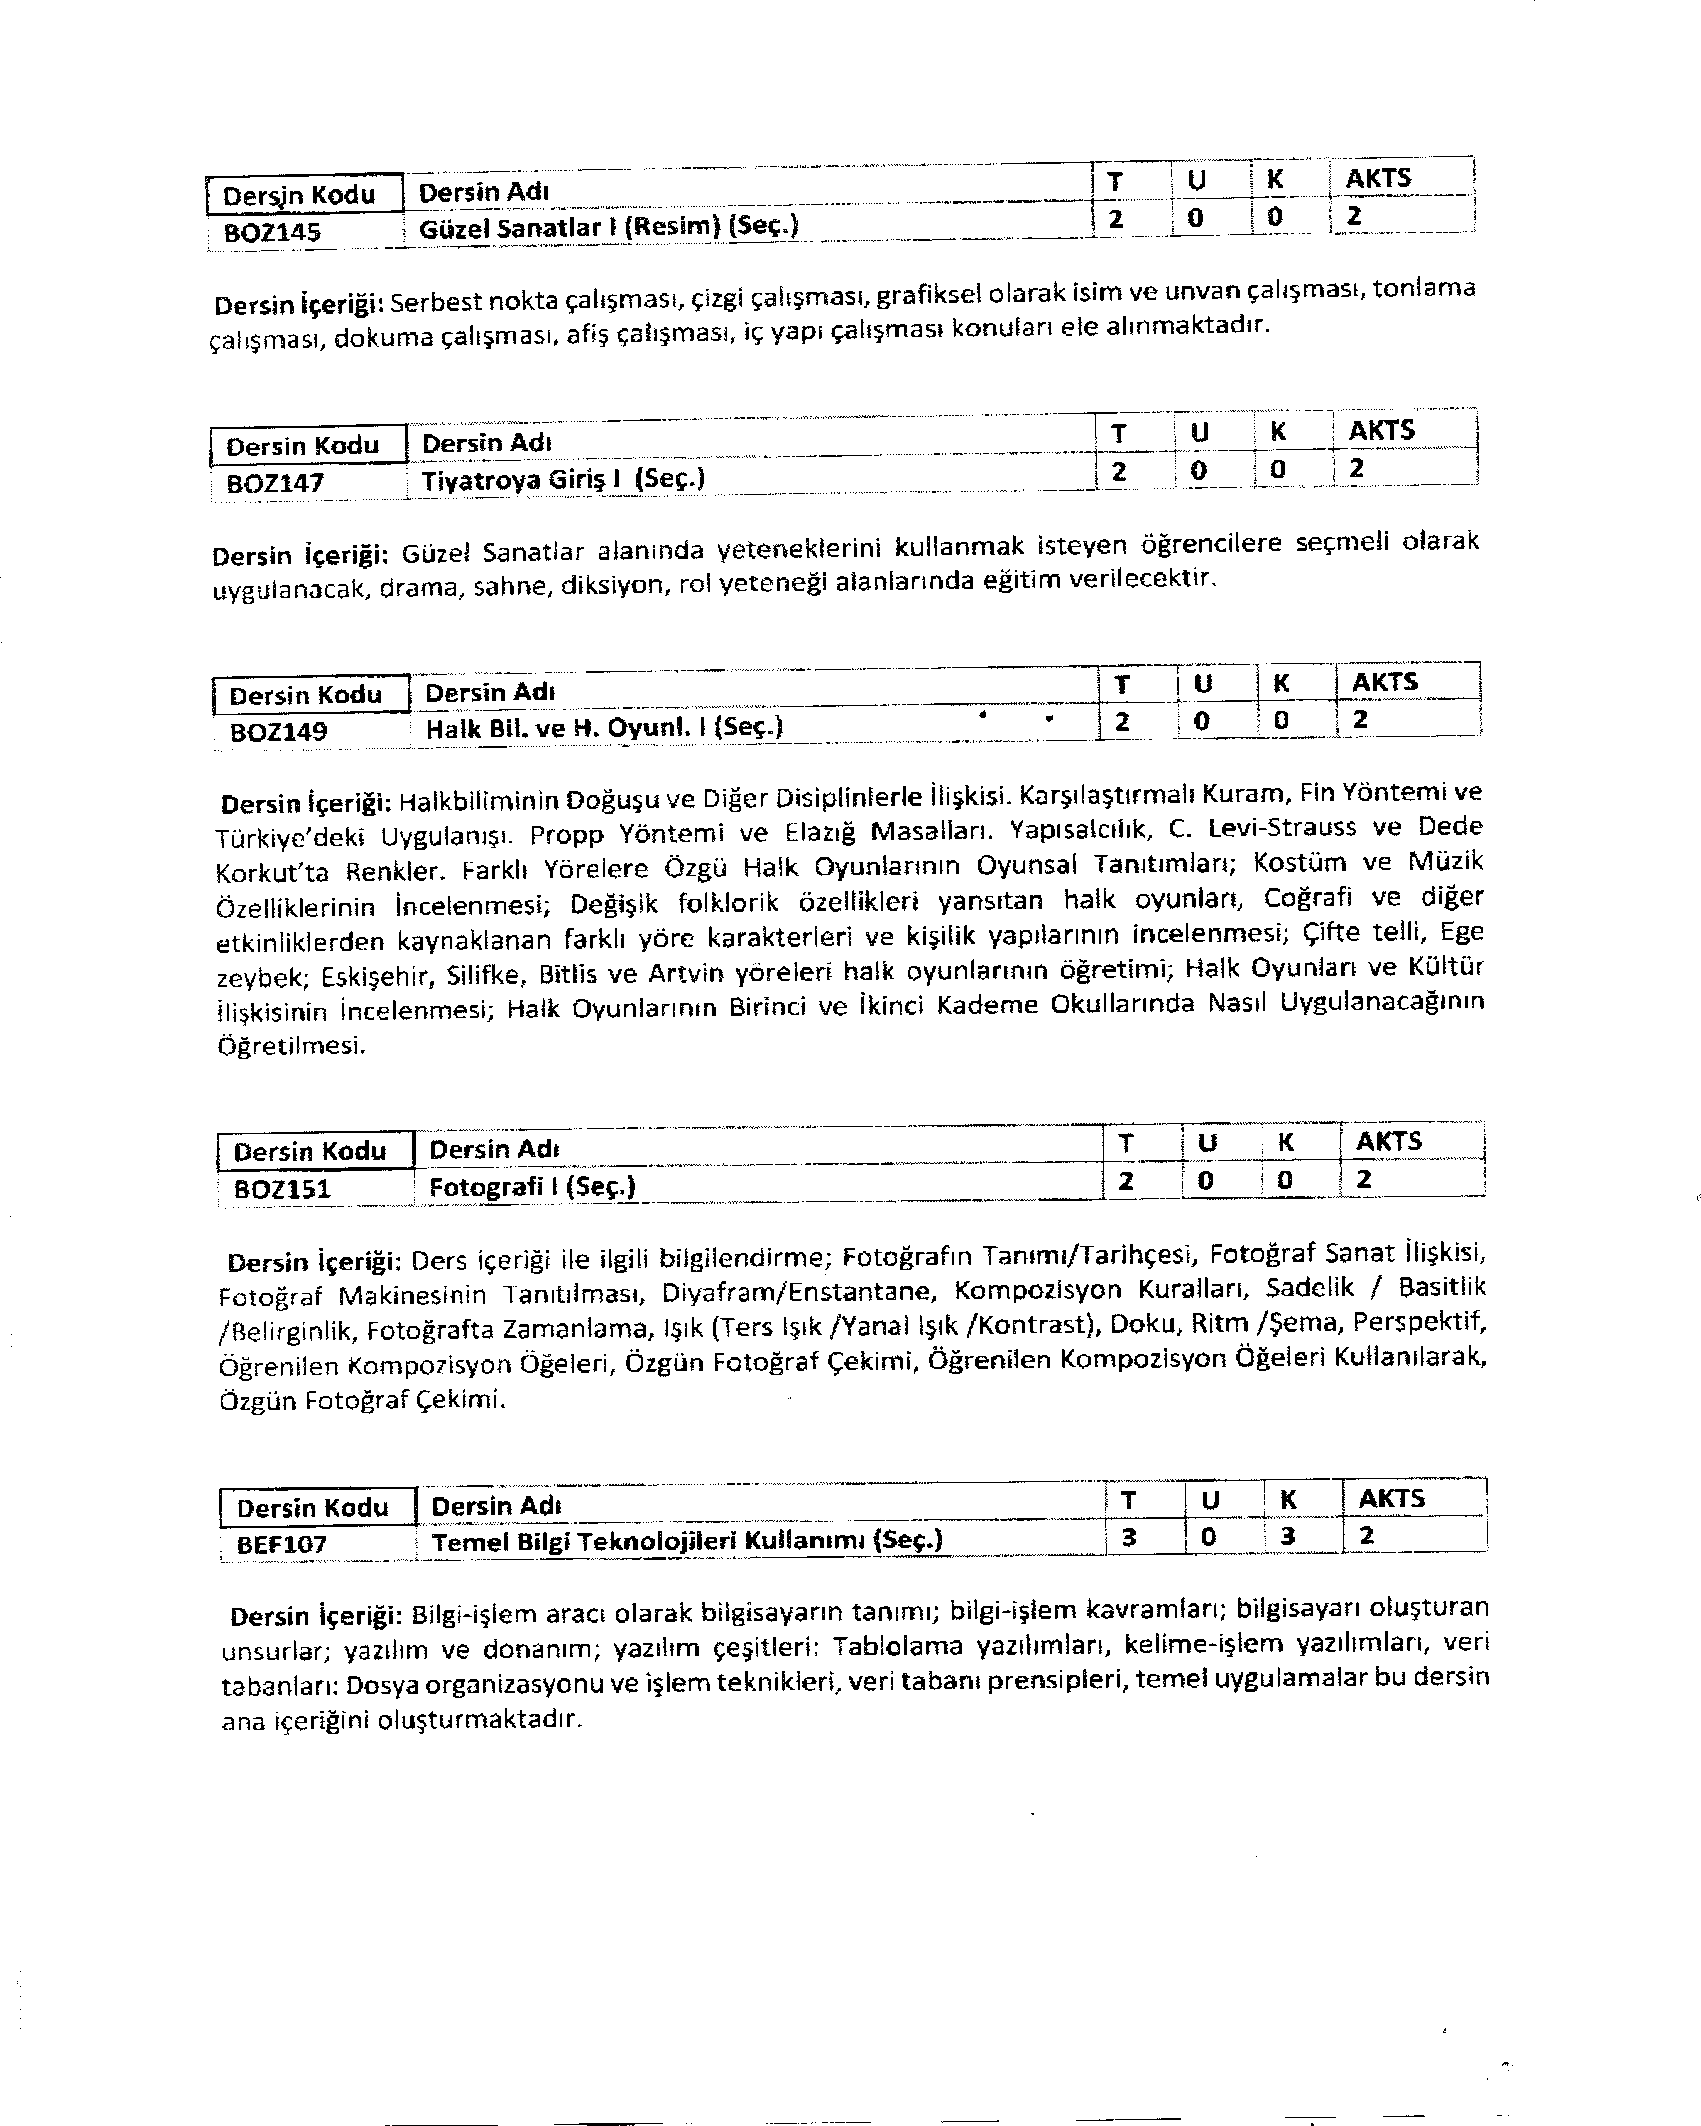 Dersin Kodu Dersin Adı T U K AKTS
BOZ145 Güzel Sanatlar I (Resim) (Seç.) 2 0 0 2
Dersin İçeriği: Serbest nokta çalışması, çizgi çalışması, grafiksel olarak isim ve unvan çalışması, tonlama
çalışması, dokuma çalışması, afiş çalışması, iç yapı çalışması konuları ele alınmaktadır.
Dersin Kodu Dersin Adı T U K AKTS
BOZ147 Tiyatroya Giriş I (Seç.) 2 0 0 2
Dersin İçeriği: Güzel Sanatlar alanında yeteneklerini kullanmak isteyen öğrencilere seçmeli olarak
uygulanacak, drama, sahne, diksiyon, rol yeteneği alanlarında eğitim verilecektir.
Dersin Kodu Dersin Adı T U K AKTS
BOZ149 Halk Bil. ve H. Oyunl. I (Seç.) 2 0 0 2
Dersin İçeriği: Halkbiliminin Doğuşu ve Diğer Disiplinlerle İlişkisi. Karşılaştırmalı Kuram, Fin Yöntemi ve
Türkiye'deki Uygulanışı. Propp Yöntemi ve Elazığ Masalları. Yapısalcılık, C. Levi-Strauss ve Dede
Korkut'ta Renkler. Farklı Yörelere Özgü Halk Oyunlarının Oyunsal Tanıtımları; Kostüm ve Müzik
Özelliklerinin İncelenmesi; Değişik folklorik özellikleri yansıtan halk oyunları, Coğrafi ve diğer
etkinliklerden kaynaklanan farklı yöre karakterleri ve kişilik yapılarının incelenmesi; Çifte telli, Ege
zeybek; Eskişehir, Silifke, Bitlis ve Artvin yöreleri halk oyunlarının öğretimi; Halk Oyunları ve Kültür
İlişkisinin İncelenmesi; Halk Oyunlarının Birinci ve İkinci Kademe Okullarında Nasıl Uygulanacağının
Öğretilmesi.
Dersin Kodu Dersin Adı T U K AKTS
BOZ151 Fotografi I (Seç.) 2 0 0 2
Dersin İçeriği: Ders içeriği ile ilgili bilgilendirme; Fotoğrafın Tanımı/Tarihçesi, Fotoğraf Sanat İlişkisi,
Fotoğraf Makinesinin Tanıtılması, Diyafram/Enstantane, Kompozisyon Kuralları, Sadelik / Basitlik
/Belirginlik, Fotoğrafta Zamanlama, Işık (Ters Işık /Yanal Işık /Kontrast), Doku, Ritm /Şema, Perspektif,
Öğrenilen Kompozisyon Öğeleri, Özgün Fotoğraf Çekimi, Öğrenilen Kompozisyon Öğeleri Kullanılarak,
Özgün Fotoğraf Çekimi.
Dersin Kodu Dersin Adı T U K AKTS
BEF107 Temel Bilgi Teknolojileri Kullanımı (Seç.) 3 0 3 2
Dersin İçeriği: Bilgi-işlem aracı olarak bilgisayarın tanımı; bilgi-işlem kavramları; bilgisayarı oluşturan
unsurlar; yazılım ve donanım; yazılım çeşitleri: Tablolama yazılımları, kelime-işlem yazılımları, veri
tabanları: Dosya organizasyonu ve işlem teknikleri, veri tabanı prensipleri, temel uygulamalar bu dersin
ana içeriğini oluşturmaktadır.